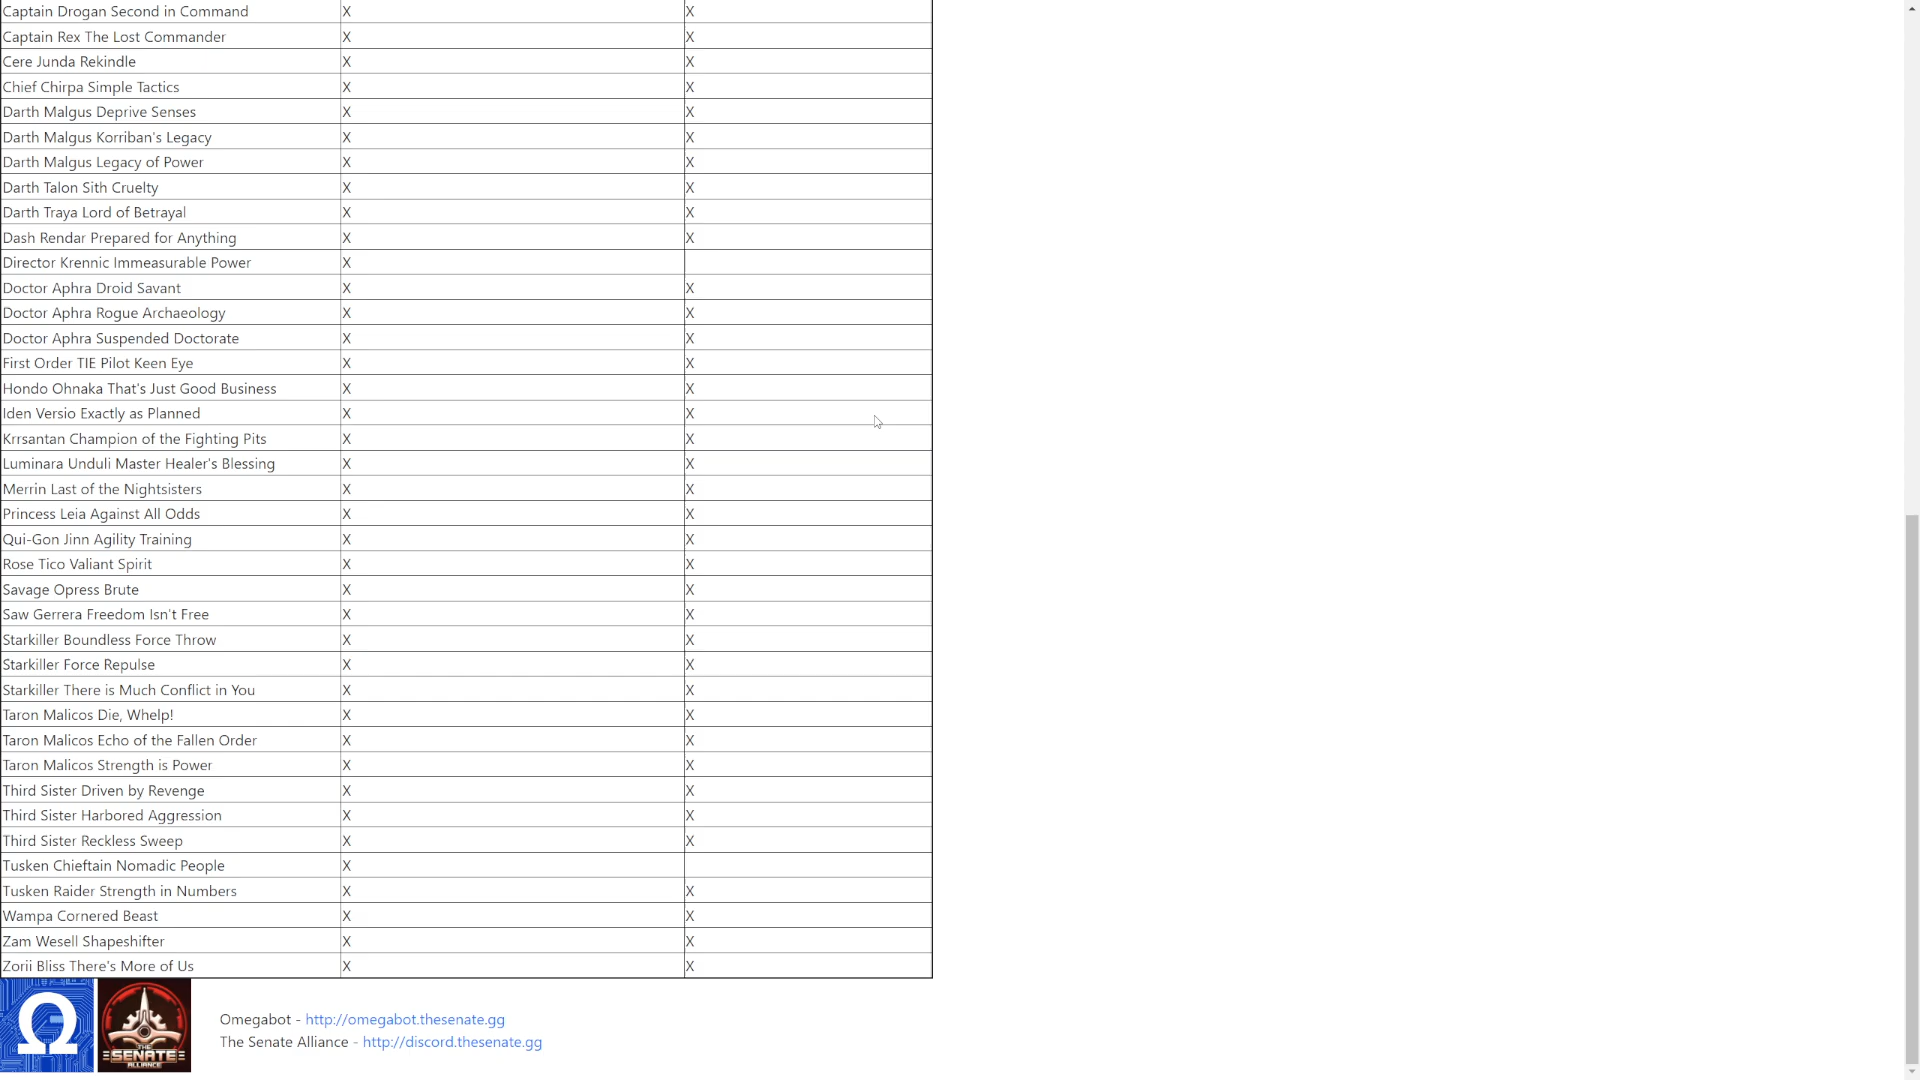 Captain Drogan Second in Command X X
Captain Rex The Lost Commander X X
Cere Junda Rekindle X X
Chief Chirpa Simple Tactics X X
Darth Malgus Deprive Senses X X
Darth Malgus Korriban's Legacy X X
Darth Malgus Legacy of Power X X
Darth Talon Sith Cruelty X X
Darth Traya Lord of Betrayal X X
Dash Rendar Prepared for Anything X X
Director Krennic Immeasurable Power X
Doctor Aphra Droid Savant X X
Doctor Aphra Rogue Archaeology X X
Doctor Aphra Suspended Doctorate X X
First Order TIE Pilot Keen Eye X X
Hondo Ohnaka That's Just Good Business X X
Iden Versio Exactly as Planned X X
Krrsantan Champion of the Fighting Pits X X
Luminara Unduli Master Healer's Blessing X X
Merrin Last of the Nightsisters X X
Princess Leia Against All Odds X X
Qui-Gon Jinn Agility Training X X
Rose Tico Valiant Spirit X X
Savage Opress Brute X X
Saw Gerrera Freedom Isn't Free X X
Starkiller Boundless Force Throw X X
Starkiller Force Repulse X X
Starkiller There is Much Conflict in You X X
Taron Malicos Die, Whelp! X X
Taron Malicos Echo of the Fallen Order X X
Taron Malicos Strength is Power X X
Third Sister Driven by Revenge X X
Third Sister Harbored Aggression X X
Third Sister Reckless Sweep X X
Tusken Chieftain Nomadic People X
Tusken Raider Strength in Numbers X X
Wampa Cornered Beast X X
Zam Wesell Shapeshifter X X
Zorii Bliss There's More of Us X X
Ω
THE
SENATE
ALLIANCE
Omegabot - http://omegabot.thesenate.gg
The Senate Alliance - http://discord.thesenate.gg